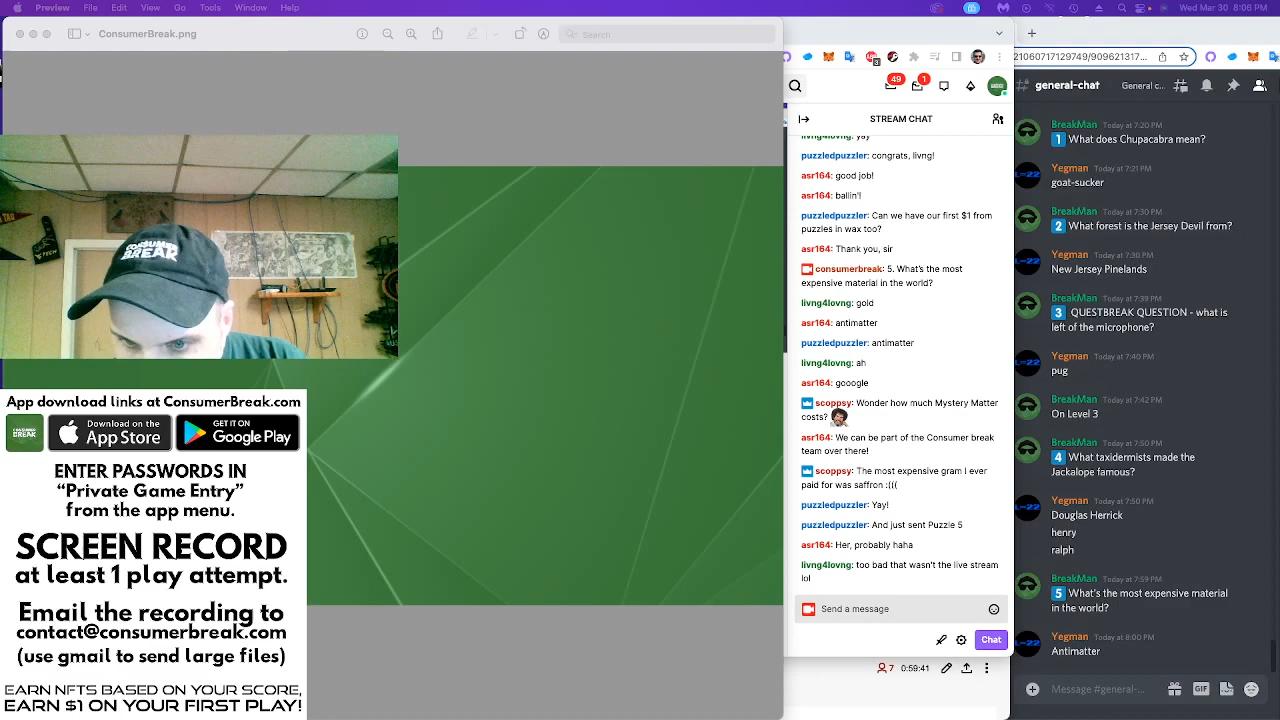 Preview File Edit View Go Tools Window Help
Wed Mar 30 8:06 PM
ConsumerBreak.png
Search
TAU
CONSUMER
BREAK
App download links at ConsumerBreak.com
CONSUMER
BREAK
Download on the
App Store
GET IT ON
Google Play
ENTER PASSWORDS IN
“Private Game Entry”
from the app menu.
SCREEN RECORD
at least 1 play attempt.
Email the recording to
contact@consumerbreak.com
(use gmail to send large files)
EARN NFTS BASED ON YOUR SCORE,
EARN $1 ON YOUR FIRST PLAY!
49
1
STREAM CHAT
livng4lovng: yay
puzzledpuzzler: congrats, livng!
asr164: good job!
asr164: ballin'!
puzzledpuzzler: Can we have our first $1 from
puzzles in wax too?
asr164: Thank you, sir
consumerbreak: 5. What's the most
expensive material in the world?
livng4lovng: gold
asr164: antimatter
puzzledpuzzler: antimatter
livng4lovng: ah
asr164: gooogle
scoppsy: Wonder how much Mystery Matter
costs?
asr164: We can be part of the Consumer break
team over there!
scoppsy: The most expensive gram I ever
paid for was saffron :(((
puzzledpuzzler: Yay!
puzzledpuzzler: And just sent Puzzle 5
asr164: Her, probably haha
livng4lovng: too bad that wasn't the live stream
lol
Send a message
Chat
7 0:59:41
21060717129749/909621317...
general-chat General c...
BreakMan Today at 7:20 PM
1 What does Chupacabra mean?
Yegman Today at 7:21 PM
goat-sucker
BreakMan Today at 7:30 PM
2 What forest is the Jersey Devil from?
Yegman Today at 7:30 PM
New Jersey Pinelands
BreakMan Today at 7:39 PM
3 QUESTBREAK QUESTION - what is
left of the microphone?
Yegman Today at 7:40 PM
pug
BreakMan Today at 7:42 PM
On Level 3
BreakMan Today at 7:50 PM
4 What taxidermists made the
Jackalope famous?
Yegman Today at 7:50 PM
Douglas Herrick
henry
ralph
BreakMan Today at 7:59 PM
5 What's the most expensive material
in the world?
Yegman Today at 8:00 PM
Antimatter
Message #general-...
GIF